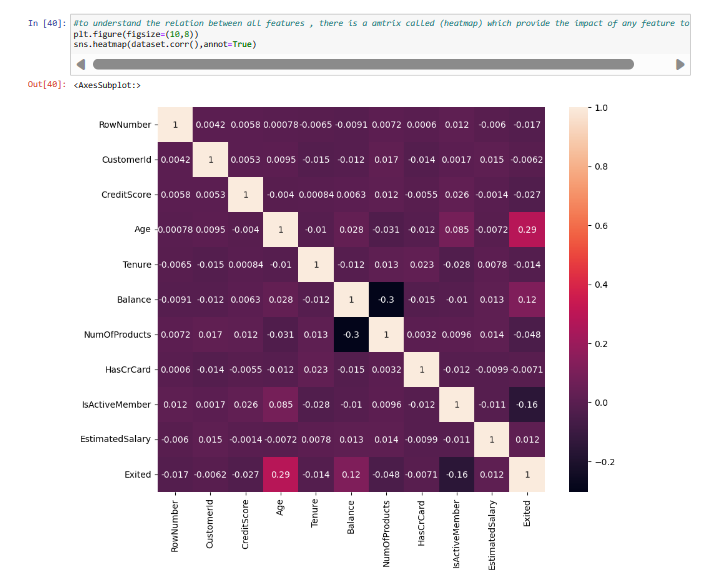 In [40]: #to understand the relation between all features , there is a amtrix called (heatmap) which provide the impact of any feature to
plt.figure(figsize=(10,8))
sns.heatmap(dataset.corr(),annot=True)
Out[40]: <AxesSubplot:>
RowNumber 1 0.0042 0.0058 0.00078 -0.0065 -0.0091 0.0072 0.0006 0.012 -0.006 -0.017
CustomerId 0.0042 1 0.0053 0.0095 -0.015 -0.012 0.017 -0.014 0.0017 0.015 -0.0062
CreditScore 0.0058 0.0053 1 -0.004 0.00084 0.0063 0.012 -0.0055 0.026 -0.0014 -0.027
Age 0.00078 0.0095 -0.004 1 -0.01 0.028 -0.031 -0.012 0.085 -0.0072 0.29
Tenure -0.0065 -0.015 0.00084 -0.01 1 -0.012 0.013 0.023 -0.028 0.0078 -0.014
Balance -0.0091 -0.012 0.0063 0.028 -0.012 1 -0.3 -0.015 -0.01 0.013 0.12
NumOfProducts 0.0072 0.017 0.012 -0.031 0.013 -0.3 1 0.0032 0.0096 0.014 -0.048
HasCrCard 0.0006 -0.014 -0.0055 -0.012 0.023 -0.015 0.0032 1 -0.012 -0.0099 -0.0071
IsActiveMember 0.012 0.0017 0.026 0.085 -0.028 -0.01 0.0096 -0.012 1 -0.011 -0.16
EstimatedSalary -0.006 0.015 -0.0014 -0.0072 0.0078 0.013 0.014 -0.0099 -0.011 1 0.012
Exited -0.017 -0.0062 -0.027 0.29 -0.014 0.12 -0.048 -0.0071 -0.16 0.012 1
RowNumber
CustomerId
CreditScore
Age
Tenure
Balance
NumOfProducts
HasCrCard
IsActiveMember
EstimatedSalary
Exited
1.0
0.8
0.6
0.4
0.2
0.0
-0.2